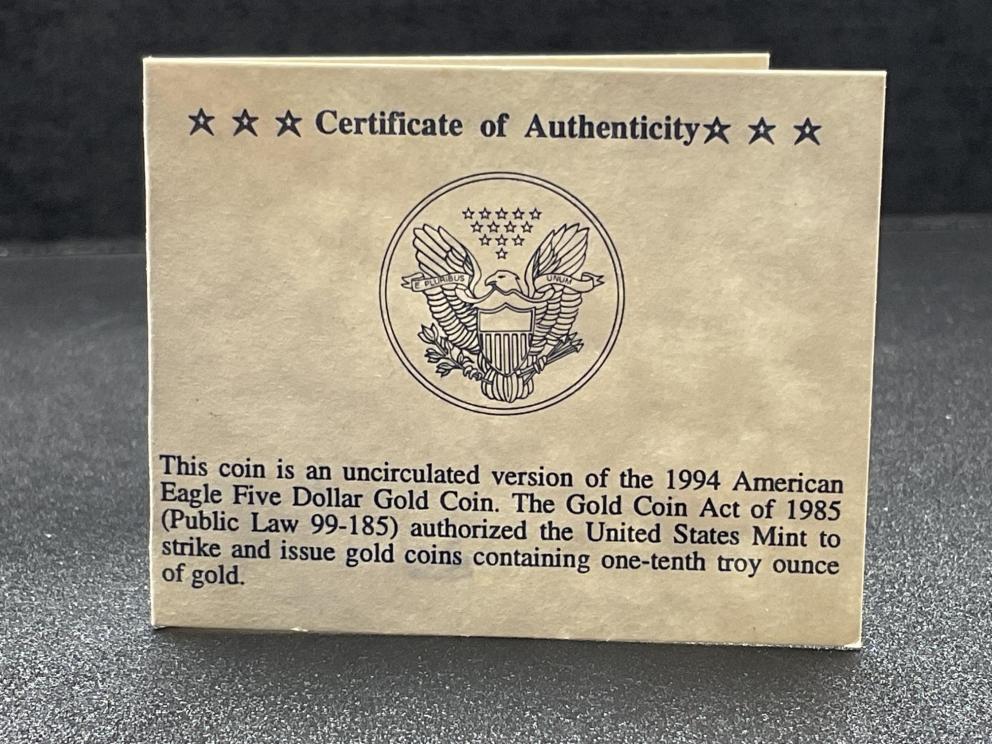 ☆ ☆ ☆ Certificate of Authenticity ☆ ☆ ☆
E PLURIBUS UNUM
This coin is an uncirculated version of the 1994 American
Eagle Five Dollar Gold Coin. The Gold Coin Act of 1985
(Public Law 99-185) authorized the United States Mint to
strike and issue gold coins containing one-tenth troy ounce
of gold.